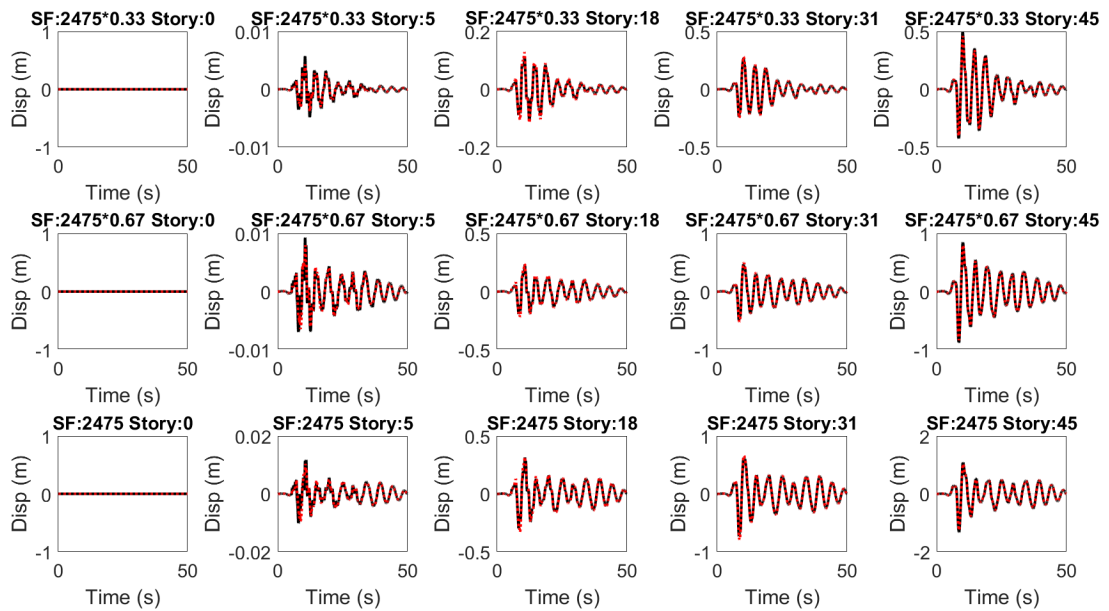 SF:2475*0.33 Story:0
SF:2475*0.33 Story:5
SF:2475*0.33 Story:18
SF:2475*0.33 Story:31
SF:2475*0.33 Story:45
1
0.01
0.2
0.5
0.5
Disp (m)
Disp (m)
Disp (m)
Disp (m)
Disp (m)
0
0
0
0
0
-1
-0.01
-0.2
-0.5
-0.5
0 50
0 50
0 50
0 50
0 50
Time (s)
Time (s)
Time (s)
Time (s)
Time (s)
SF:2475*0.67 Story:0
SF:2475*0.67 Story:5
SF:2475*0.67 Story:18
SF:2475*0.67 Story:31
SF:2475*0.67 Story:45
1
0.01
0.5
1
1
Disp (m)
Disp (m)
Disp (m)
Disp (m)
Disp (m)
0
0
0
0
0
-1
-0.01
-0.5
-1
-1
0 50
0 50
0 50
0 50
0 50
Time (s)
Time (s)
Time (s)
Time (s)
Time (s)
SF:2475 Story:0
SF:2475 Story:5
SF:2475 Story:18
SF:2475 Story:31
SF:2475 Story:45
1
0.02
0.5
1
2
Disp (m)
Disp (m)
Disp (m)
Disp (m)
Disp (m)
0
0
0
0
0
-1
-0.02
-0.5
-1
-2
0 50
0 50
0 50
0 50
0 50
Time (s)
Time (s)
Time (s)
Time (s)
Time (s)